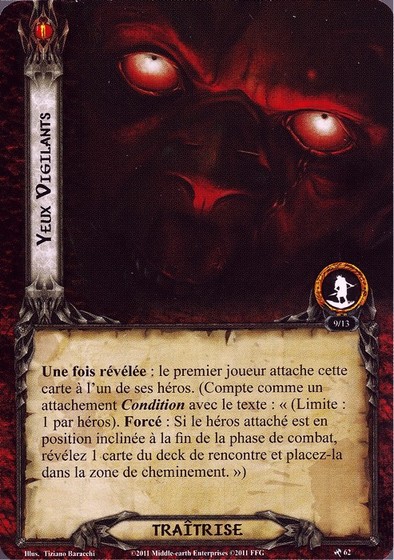 YEUX VIGILANTS
9/13
Une fois révélée : le premier joueur attache cette
carte à l'un de ses héros. (Compte comme un
attachement Condition avec le texte : « (Limite :
1 par héros). Forcé : Si le héros attaché est en
position inclinée à la fin de la phase de combat,
révélez 1 carte du deck de rencontre et placez-la
dans la zone de cheminement. »)
TRAÎTRISE
Illus. Tiziano Baracchi
©2011 Middle-earth Enterprises ©2011 FFG
62